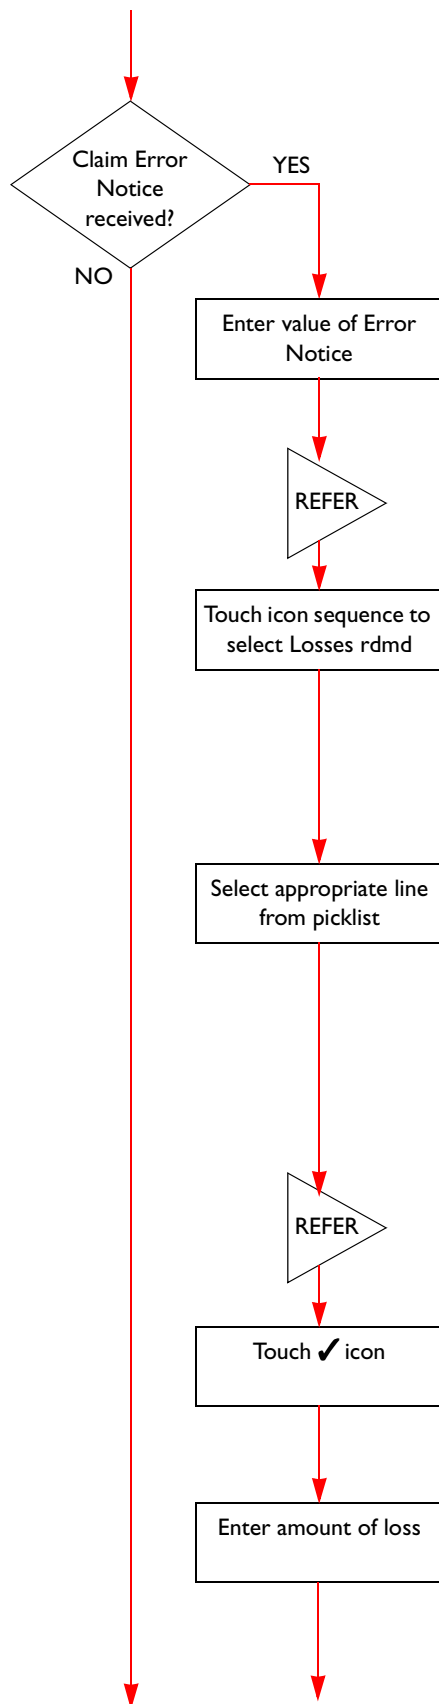 Claim Error
Notice
received?
YES
NO
Enter value of Error
Notice
REFER
Touch icon sequence to
select Losses rdmd
Select appropriate line
from picklist
REFER
Touch ✓ icon
Enter amount of loss